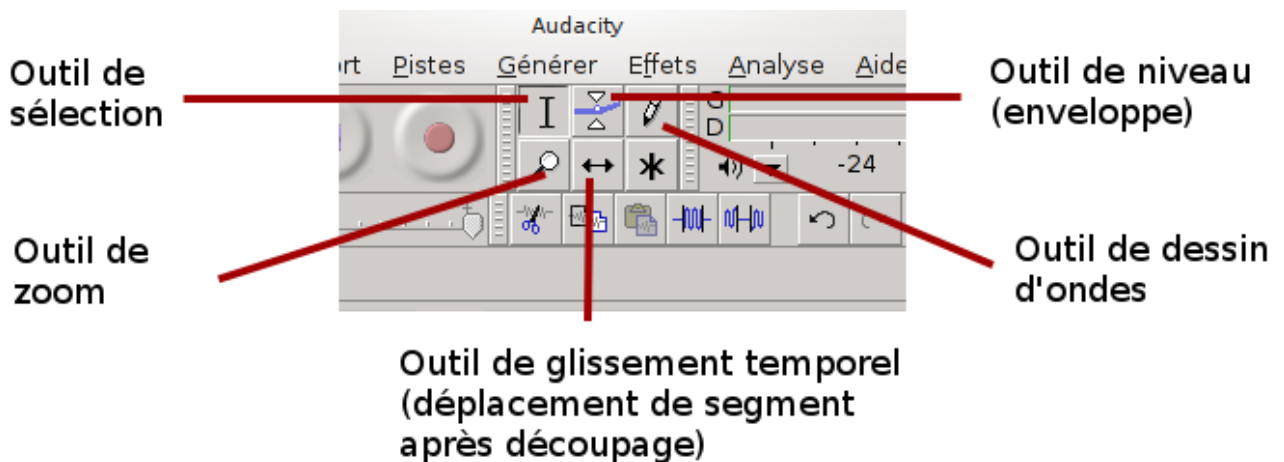 Audacity
ort Pistes Générer Effets Analyse Aide
Outil de
sélection
Outil de niveau
(enveloppe)
G
D
-24
Outil de
zoom
Outil de dessin
d'ondes
Outil de glissement temporel
(déplacement de segment
après découpage)